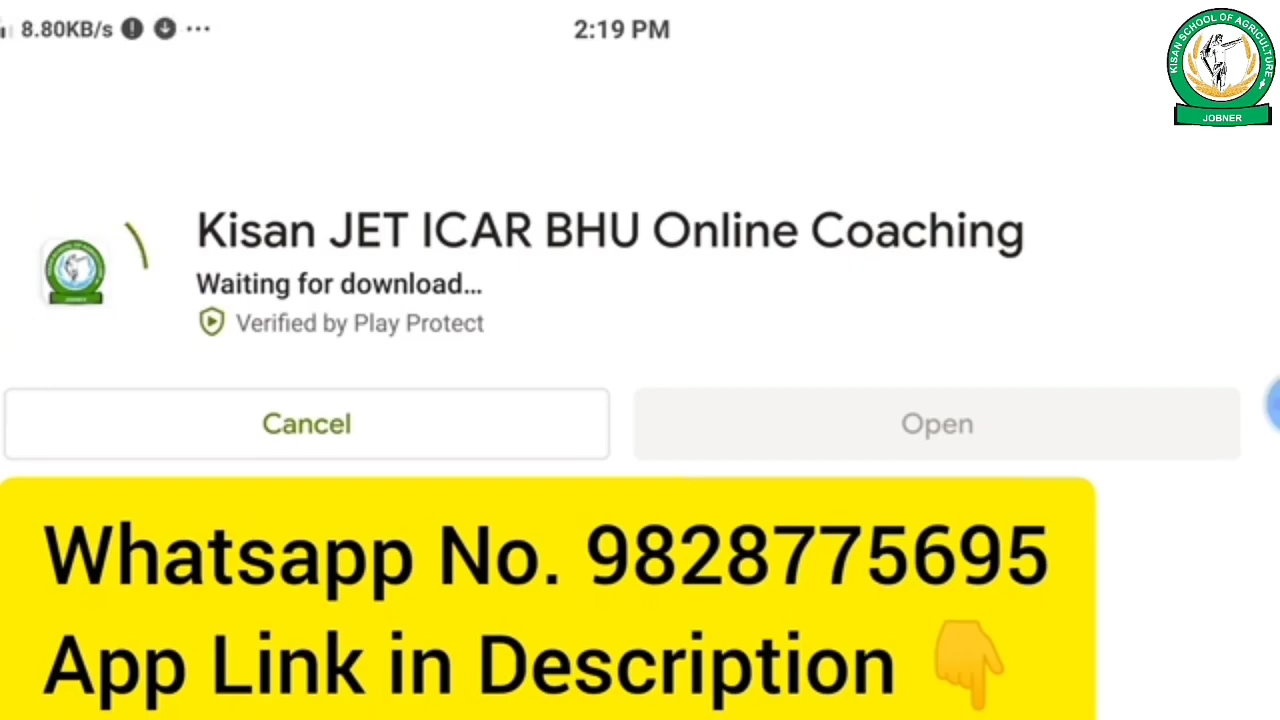 8.80KB/s
2:19 PM
KISAN SCHOOL OF AGRICULTURE
JOBNER
Kisan JET ICAR BHU Online Coaching
Waiting for download...
Verified by Play Protect
Cancel
Open
Whatsapp No. 9828775695
App Link in Description